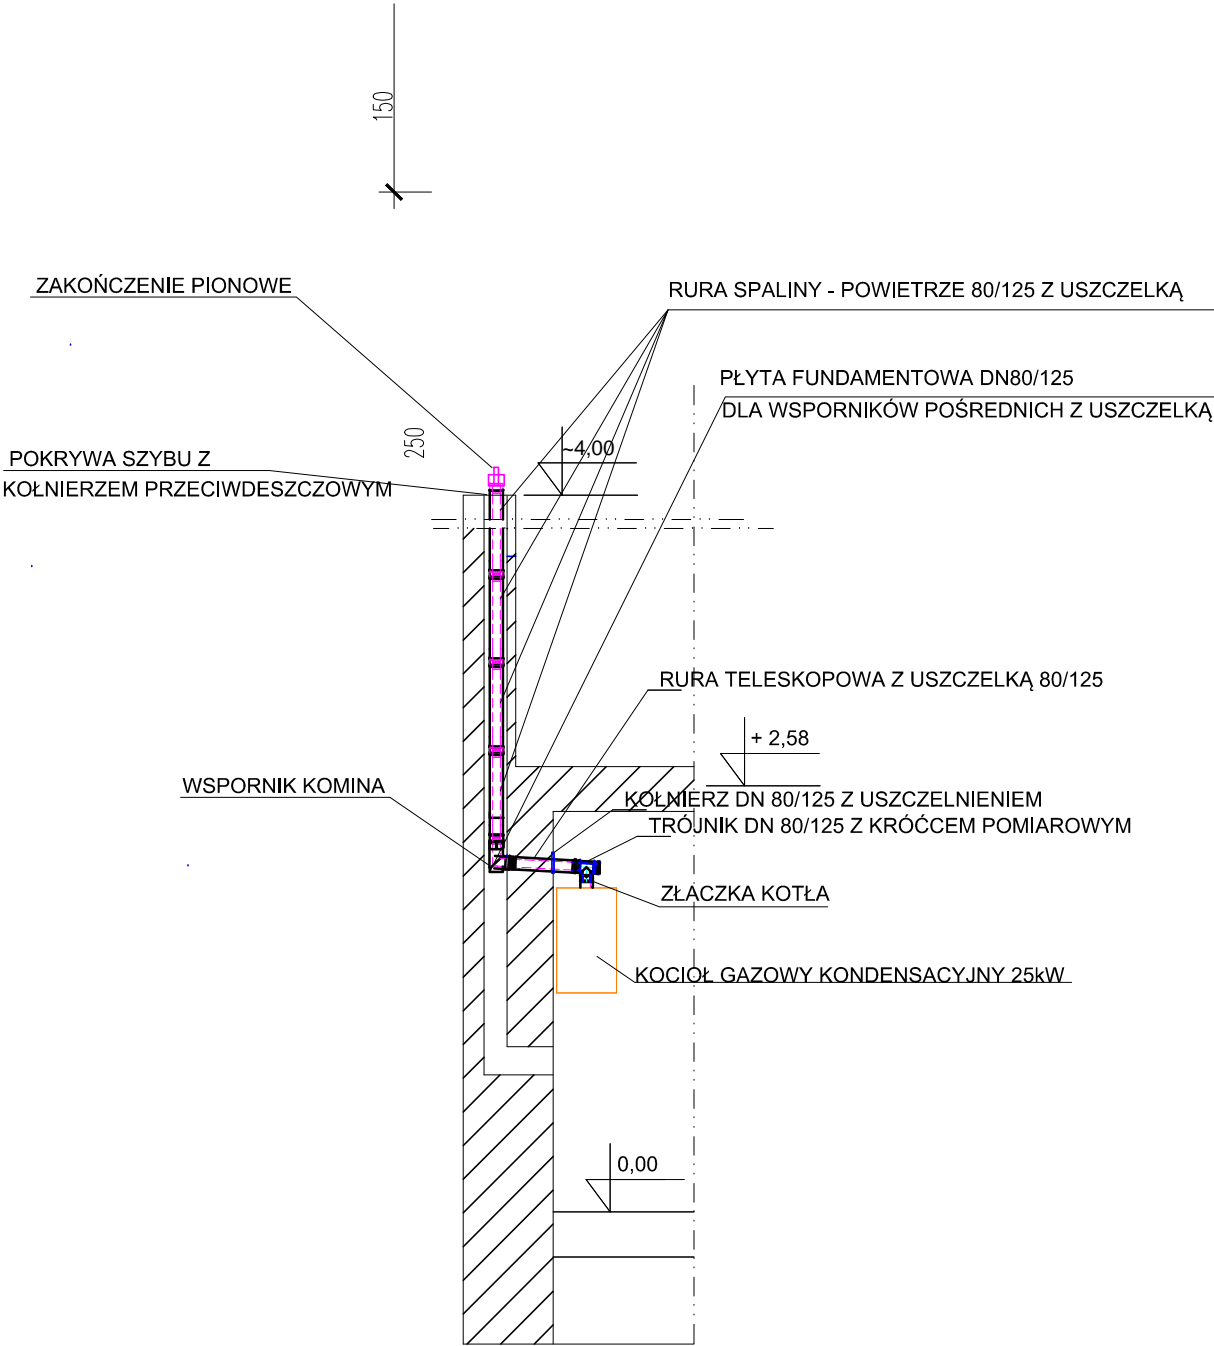 150
ZAKOŃCZENIE PIONOWE
RURA SPALINY - POWIETRZE 80/125 Z USZCZELKĄ
PŁYTA FUNDAMENTOWA DN80/125
DLA WSPORNIKÓW POŚREDNICH Z USZCZELKĄ
250
~4,00
POKRYWA SZYBU Z
KOŁNIERZEM PRZECIWDESZCZOWYM
RURA TELESKOPOWA Z USZCZELKĄ 80/125
+ 2,58
WSPORNIK KOMINA
KOŁNIERZ DN 80/125 Z USZCZELNIENIEM
TRÓJNIK DN 80/125 Z KRÓĆCEM POMIAROWYM
ZŁACZKA KOTŁA
KOCIOŁ GAZOWY KONDENSACYJNY 25kW
0,00